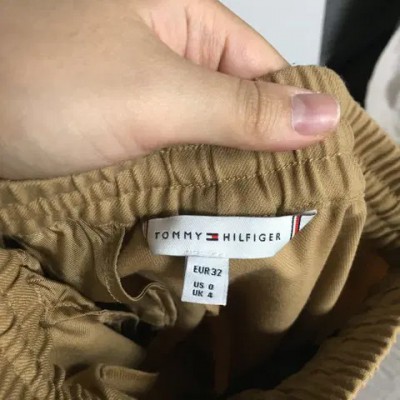 TOMMY HILFIGER
EUR 32
US 0
UK 4